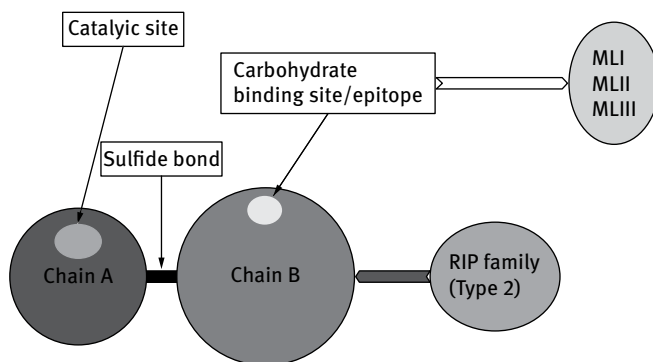 Catalyic site
Carbohydrate
binding site/epitope
MLI
MLII
MLIII
Sulfide bond
Chain A
Chain B
RIP family
(Type 2)